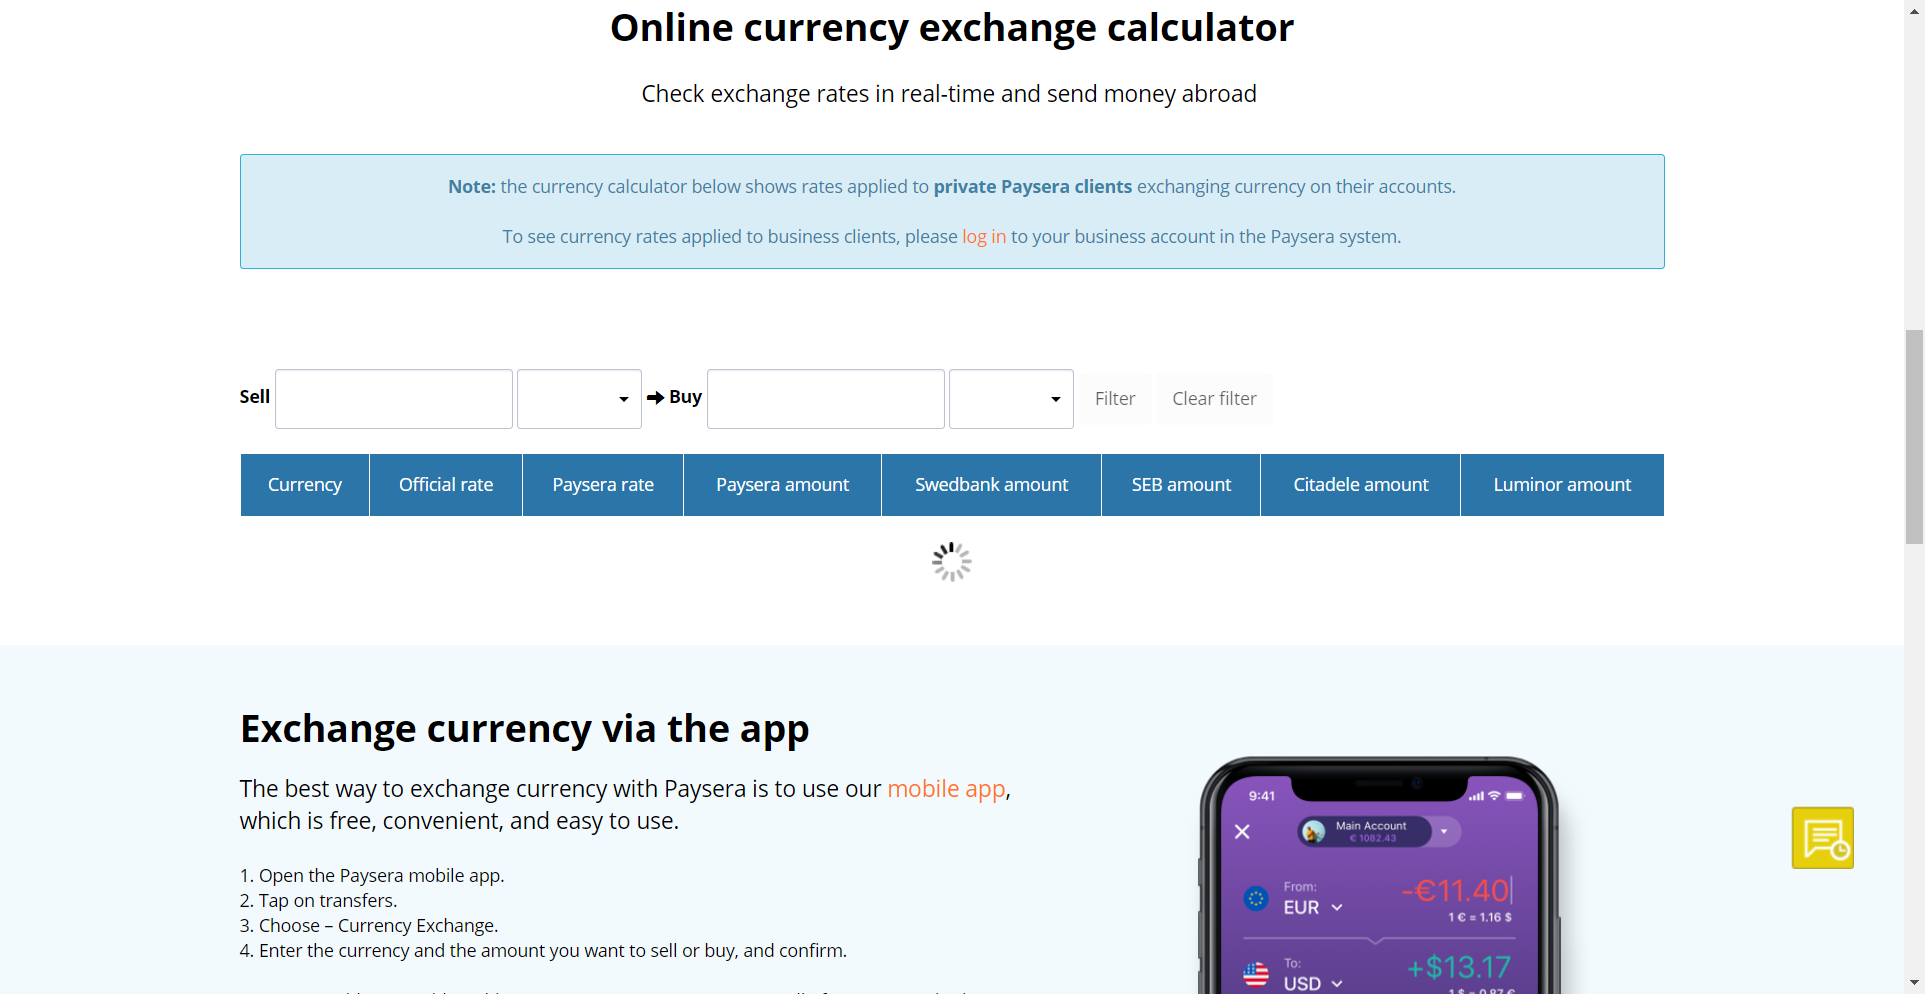 Online currency exchange calculator
Check exchange rates in real-time and send money abroad
Note: the currency calculator below shows rates applied to private Paysera clients exchanging currency on their accounts.
To see currency rates applied to business clients, please log in to your business account in the Paysera system.
Sell Buy Filter Clear filter
Currency Official rate Paysera rate Paysera amount Swedbank amount SEB amount Citadele amount Luminor amount
Exchange currency via the app
The best way to exchange currency with Paysera is to use our mobile app,
which is free, convenient, and easy to use.
1. Open the Paysera mobile app.
2. Tap on transfers.
3. Choose – Currency Exchange.
4. Enter the currency and the amount you want to sell or buy, and confirm.
9:41
Main Account
€ 1082.43
From:
EUR
-€11.40
1 € = 1.16 $
To:
USD
+$13.17